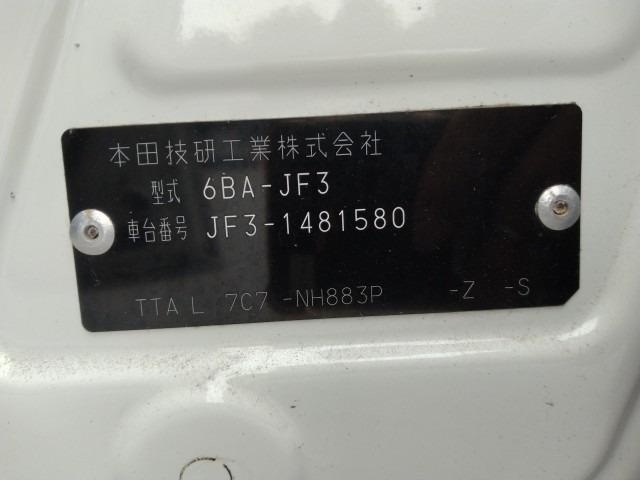 本田技研工業株式会社
型式 6BA-JF3
車台番号 JF3-1481580
TTA L 7C7 -NH883P -Z -S